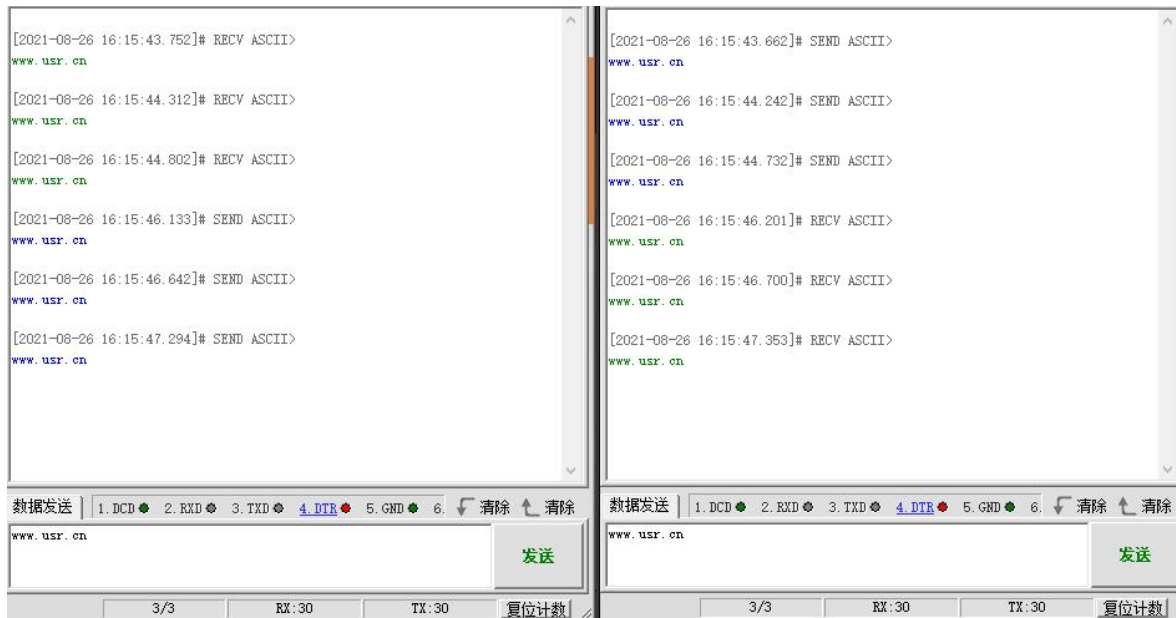 [2021-08-26 16:15:43.752]# RECV ASCII>
www.usr.cn
[2021-08-26 16:15:44.312]# RECV ASCII>
www.usr.cn
[2021-08-26 16:15:44.802]# RECV ASCII>
www.usr.cn
[2021-08-26 16:15:46.133]# SEND ASCII>
www.usr.cn
[2021-08-26 16:15:46.642]# SEND ASCII>
www.usr.cn
[2021-08-26 16:15:47.294]# SEND ASCII>
www.usr.cn
数据发送 1.DCD 2.RXD 3.TXD 4.DTR 5.GND 6. 清除 清除
www.usr.cn
发送
3/3 RX:30 TX:30 复位计数
[2021-08-26 16:15:43.662]# SEND ASCII>
www.usr.cn
[2021-08-26 16:15:44.242]# SEND ASCII>
www.usr.cn
[2021-08-26 16:15:44.732]# SEND ASCII>
www.usr.cn
[2021-08-26 16:15:46.201]# RECV ASCII>
www.usr.cn
[2021-08-26 16:15:46.700]# RECV ASCII>
www.usr.cn
[2021-08-26 16:15:47.353]# RECV ASCII>
www.usr.cn
数据发送 1.DCD 2.RXD 3.TXD 4.DTR 5.GND 6. 清除 清除
www.usr.cn
发送
3/3 RX:30 TX:30 复位计数